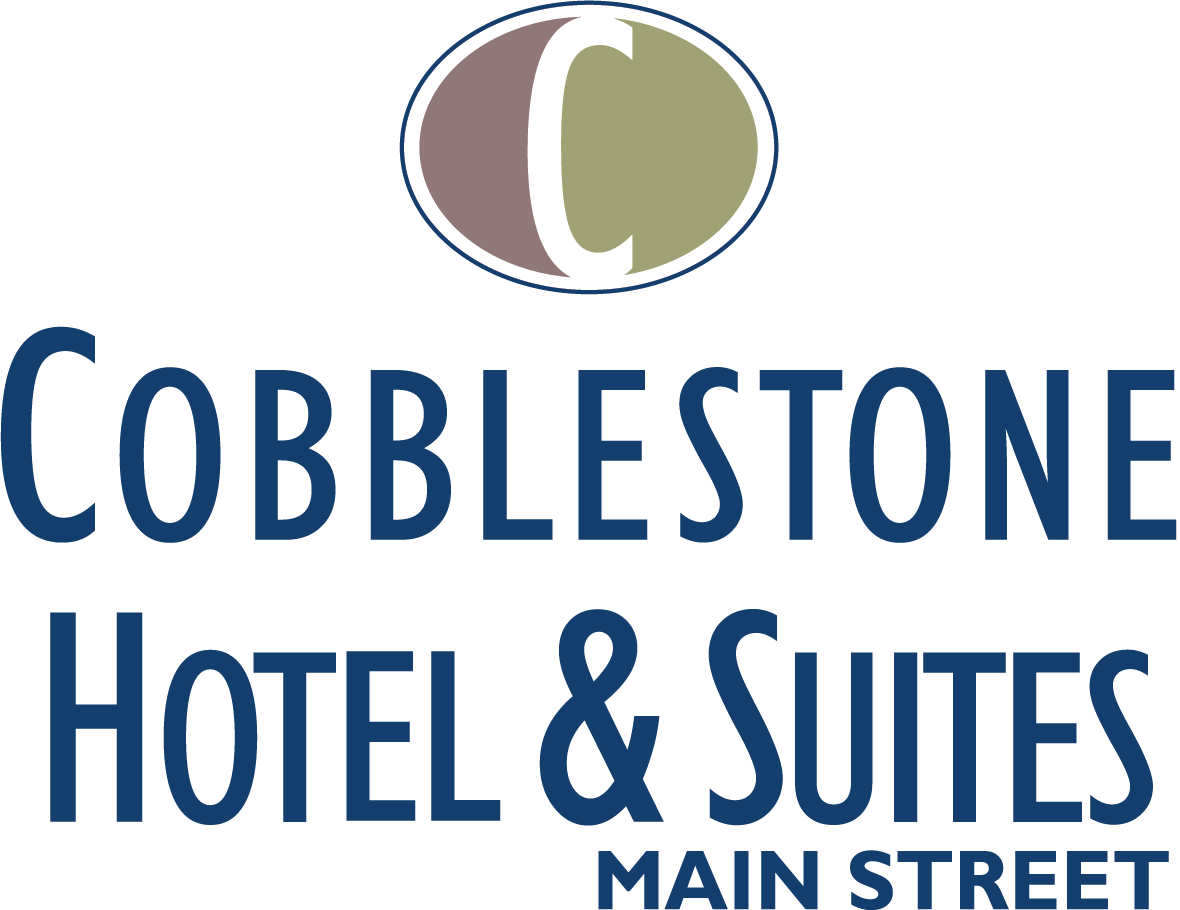 C
COBBLESTONE
HOTEL & SUITES
MAIN STREET